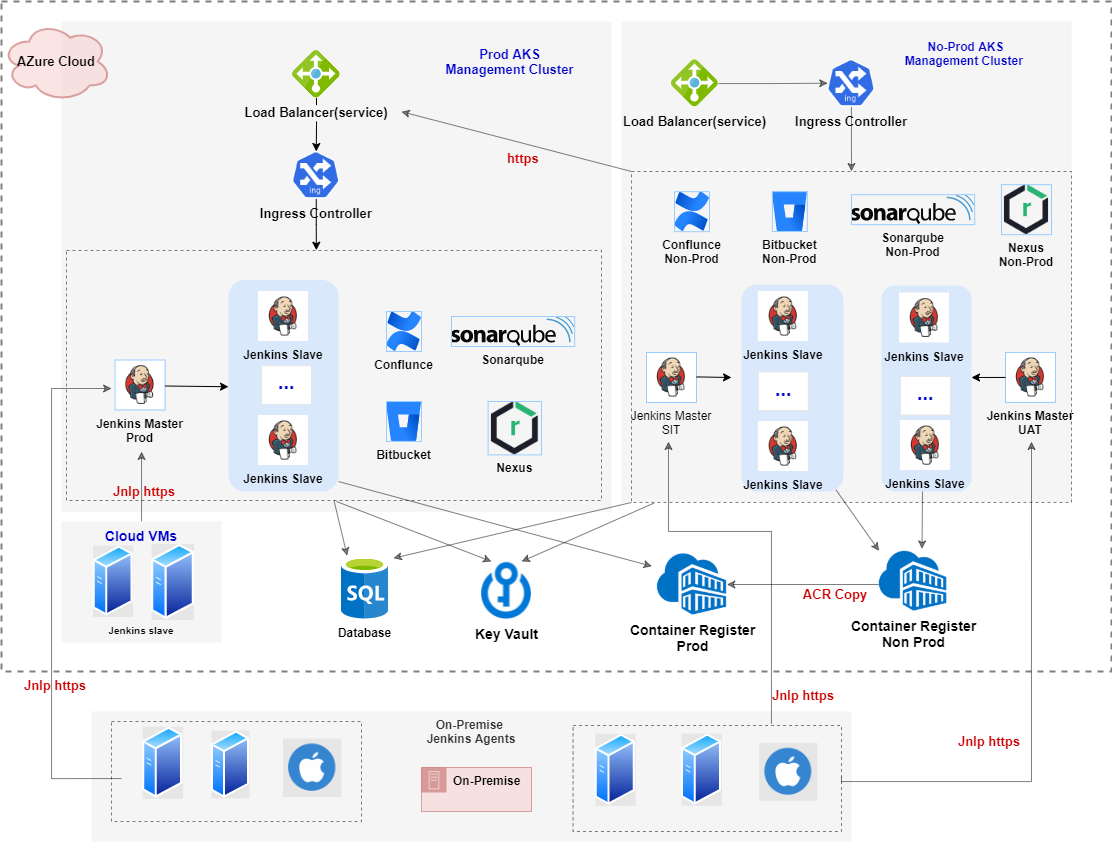 AZure Cloud
Prod AKS
Management Cluster
Load Balancer(service)
ing
Ingress Controller
https
No-Prod AKS
Management Cluster
Load Balancer(service)
ing
Ingress Controller
Conflunce
Non-Prod
Bitbucket
Non-Prod
sonarqube
Sonarqube
Non-Prod
r
Nexus
Non-Prod
Jenkins Master
Prod
Jenkins Slave
...
Jenkins Slave
Conflunce
sonarqube
Sonarqube
Bitbucket
r
Nexus
Jenkins Master
SIT
Jenkins Slave
...
Jenkins Slave
Jenkins Slave
...
Jenkins Slave
Jenkins Master
UAT
Jnlp https
Cloud VMs
Jenkins slave
SQL
Database
Key Vault
Container Register
Prod
ACR Copy
Container Register
Non Prod
Jnlp https
Jnlp https
Jnlp https
On-Premise
Jenkins Agents
On-Premise